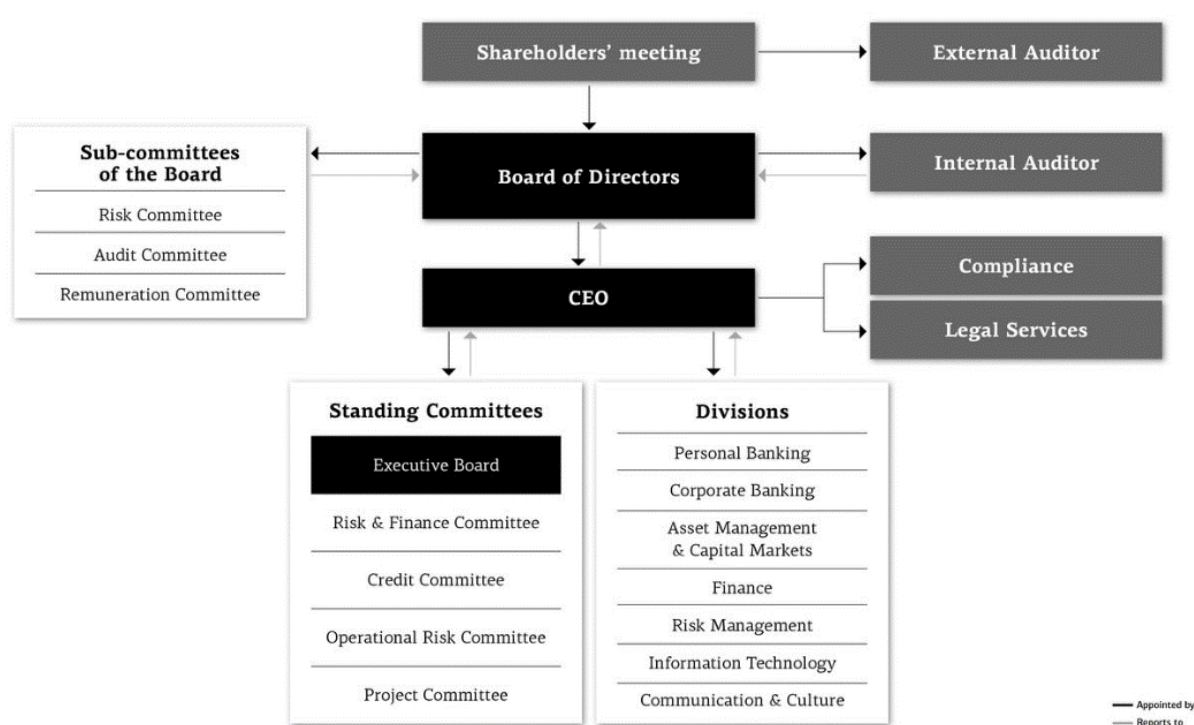 Shareholders' meeting
External Auditor
Sub-committees
of the Board
Risk Committee
Audit Committee
Remuneration Committee
Board of Directors
Internal Auditor
CEO
Compliance
Legal Services
Standing Committees
Executive Board
Risk & Finance Committee
Credit Committee
Operational Risk Committee
Project Committee
Divisions
Personal Banking
Corporate Banking
Asset Management
& Capital Markets
Finance
Risk Management
Information Technology
Communication & Culture
Appointed by
Reports to